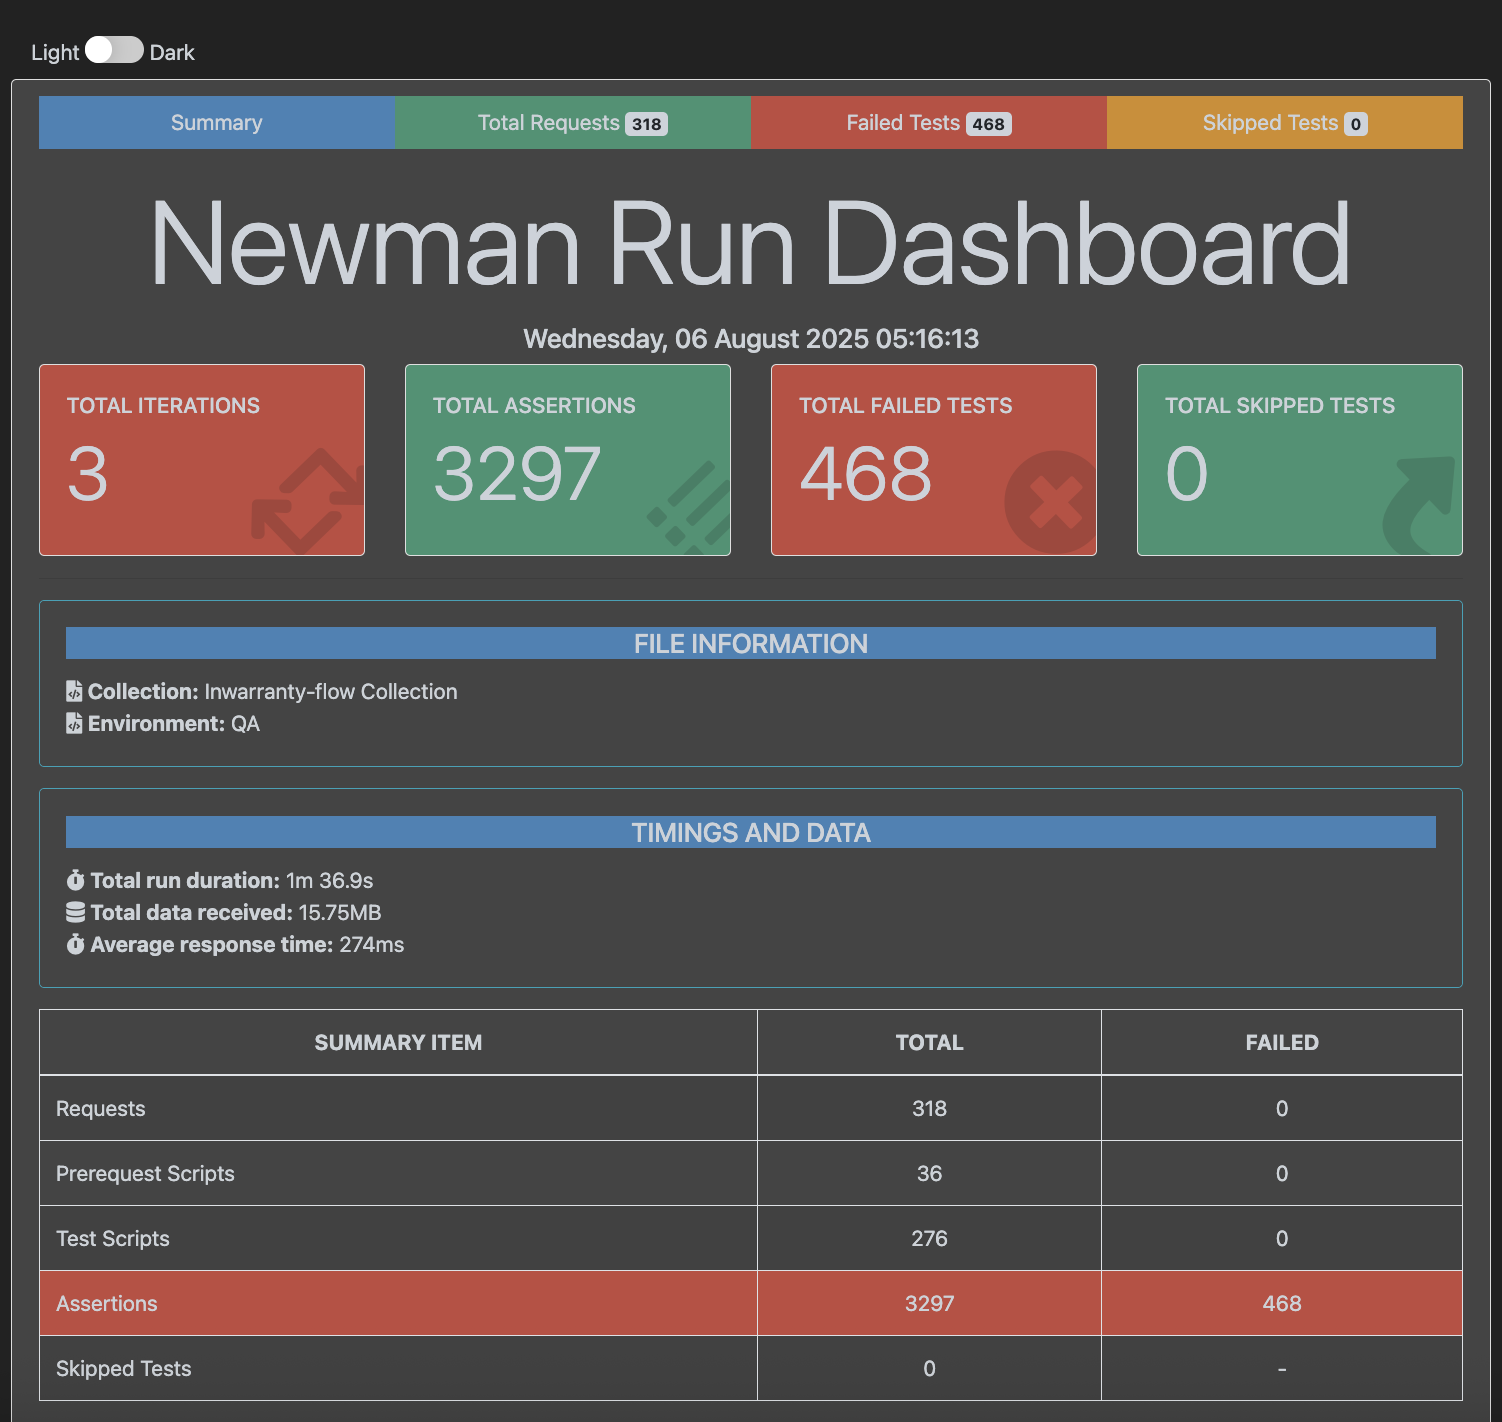 Light Dark
Summary
Total Requests 318
Failed Tests 468
Skipped Tests 0
Newman Run Dashboard
Wednesday, 06 August 2025 05:16:13
TOTAL ITERATIONS
3
TOTAL ASSERTIONS
3297
TOTAL FAILED TESTS
468
TOTAL SKIPPED TESTS
0
FILE INFORMATION
Collection: Inwarranty-flow Collection
Environment: QA
TIMINGS AND DATA
Total run duration: 1m 36.9s
Total data received: 15.75MB
Average response time: 274ms
SUMMARY ITEM TOTAL FAILED
Requests 318 0
Prerequest Scripts 36 0
Test Scripts 276 0
Assertions 3297 468
Skipped Tests 0 -